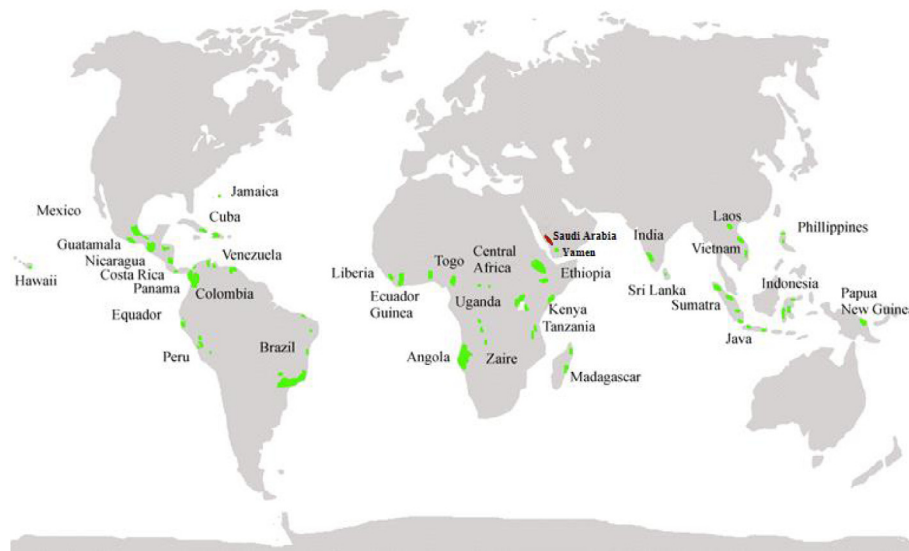 Jamaica
Mexico
Cuba
Guatamala
Nicaragua
Costa Rica
Panama
Venezuela
Hawaii
Colombia
Equador
Peru
Brazil
Liberia
Togo
Central
Africa
Ecuador
Guinea
Uganda
Ethiopia
Kenya
Tanzania
Angola
Zaire
Madagascar
Saudi Arabia
Yamen
India
Sri Lanka
Laos
Vietnam
Phillippines
Sumatra
Indonesia
Java
Papua
New Guinea